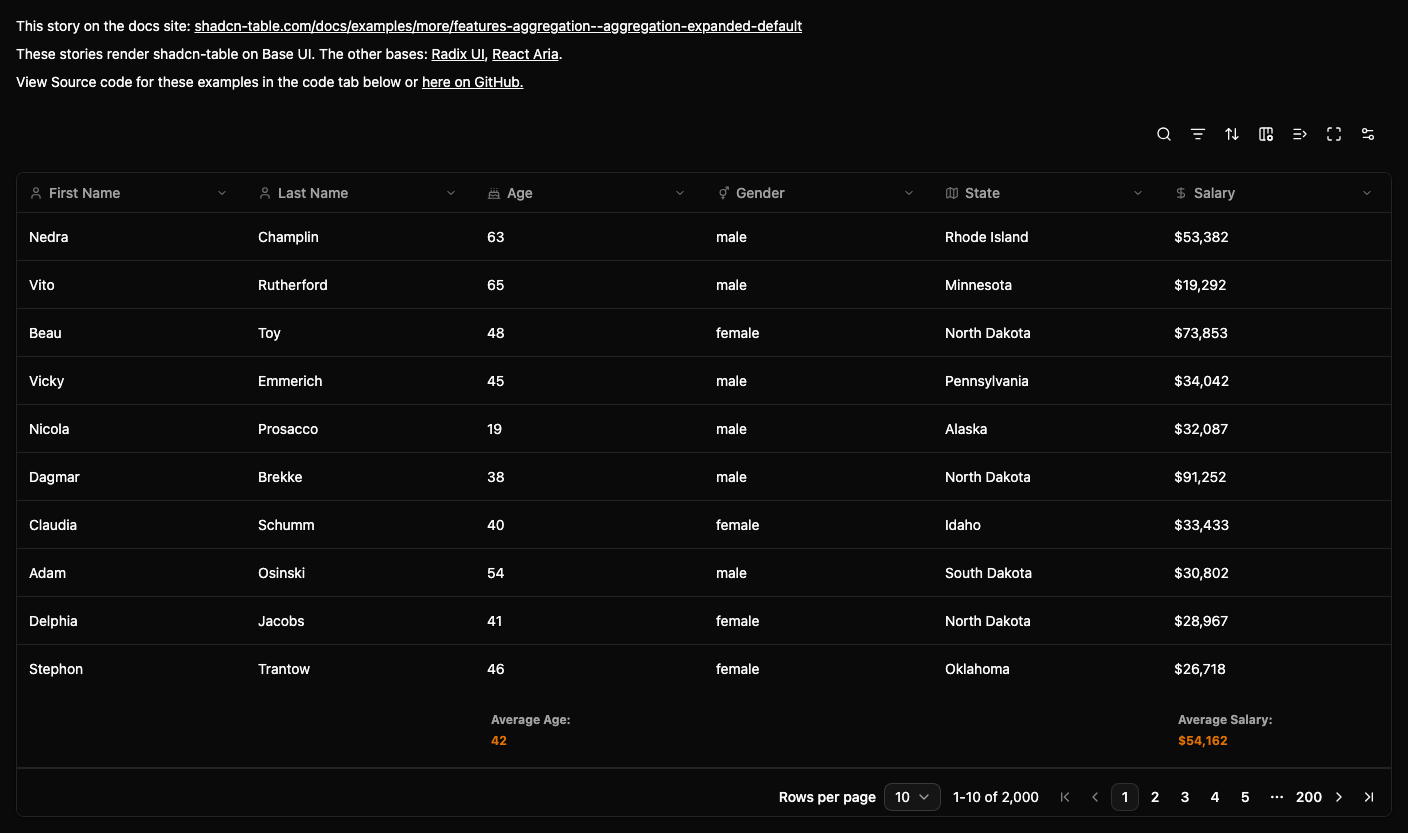 This story on the docs site: shadcn-table.com/docs/examples/more/features-aggregation--aggregation-expanded-default
These stories render shadcn-table on Base UI. The other bases: Radix UI, React Aria.
View Source code for these examples in the code tab below or here on GitHub.
First Name Last Name Age Gender State Salary
Nedra Champlin 63 male Rhode Island $53,382
Vito Rutherford 65 male Minnesota $19,292
Beau Toy 48 female North Dakota $73,853
Vicky Emmerich 45 male Pennsylvania $34,042
Nicola Prosacco 19 male Alaska $32,087
Dagmar Brekke 38 male North Dakota $91,252
Claudia Schumm 40 female Idaho $33,433
Adam Osinski 54 male South Dakota $30,802
Delphia Jacobs 41 female North Dakota $28,967
Stephon Trantow 46 female Oklahoma $26,718
Average Age: Average Salary:
42 $54,162
Rows per page 10 1-10 of 2,000 1 2 3 4 5 ··· 200